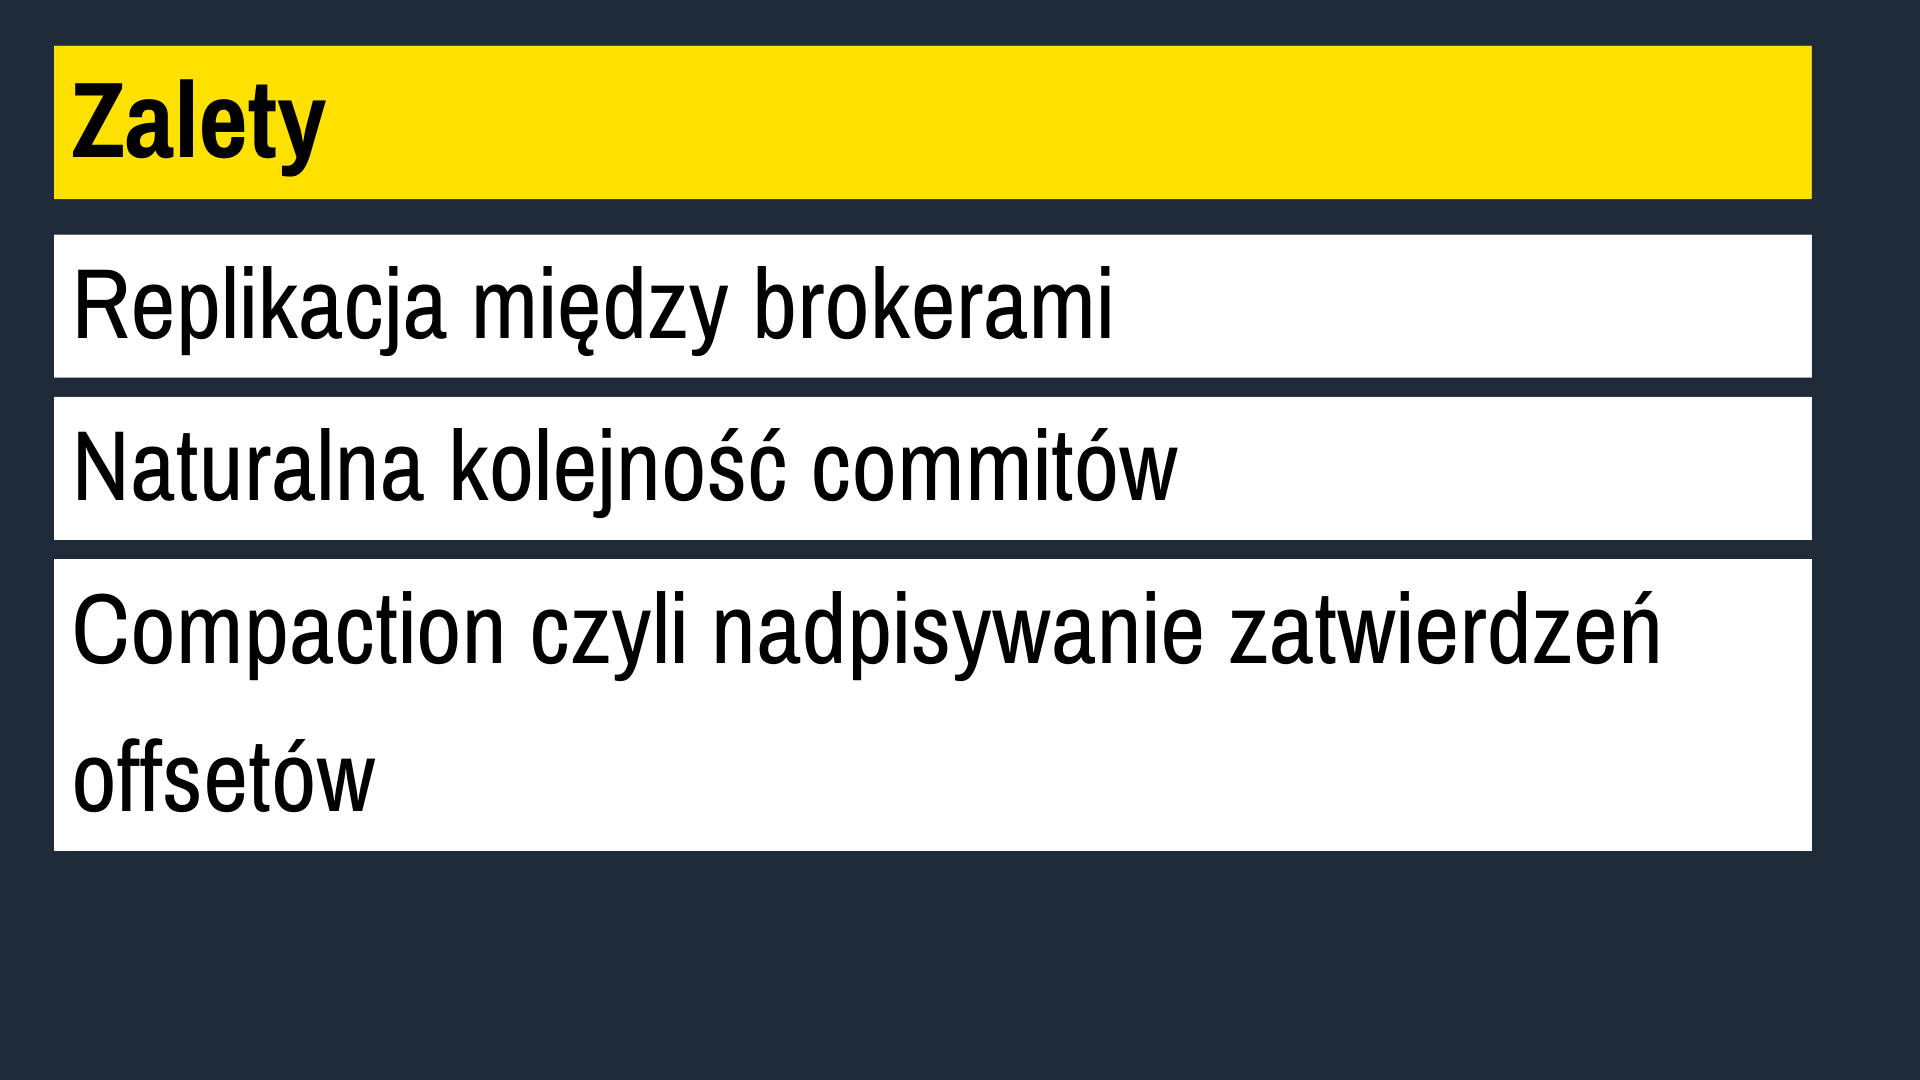 Zalety
Replikacja między brokerami
Naturalna kolejność commitów
Compaction czyli nadpisywanie zatwierdzeń
offsetów